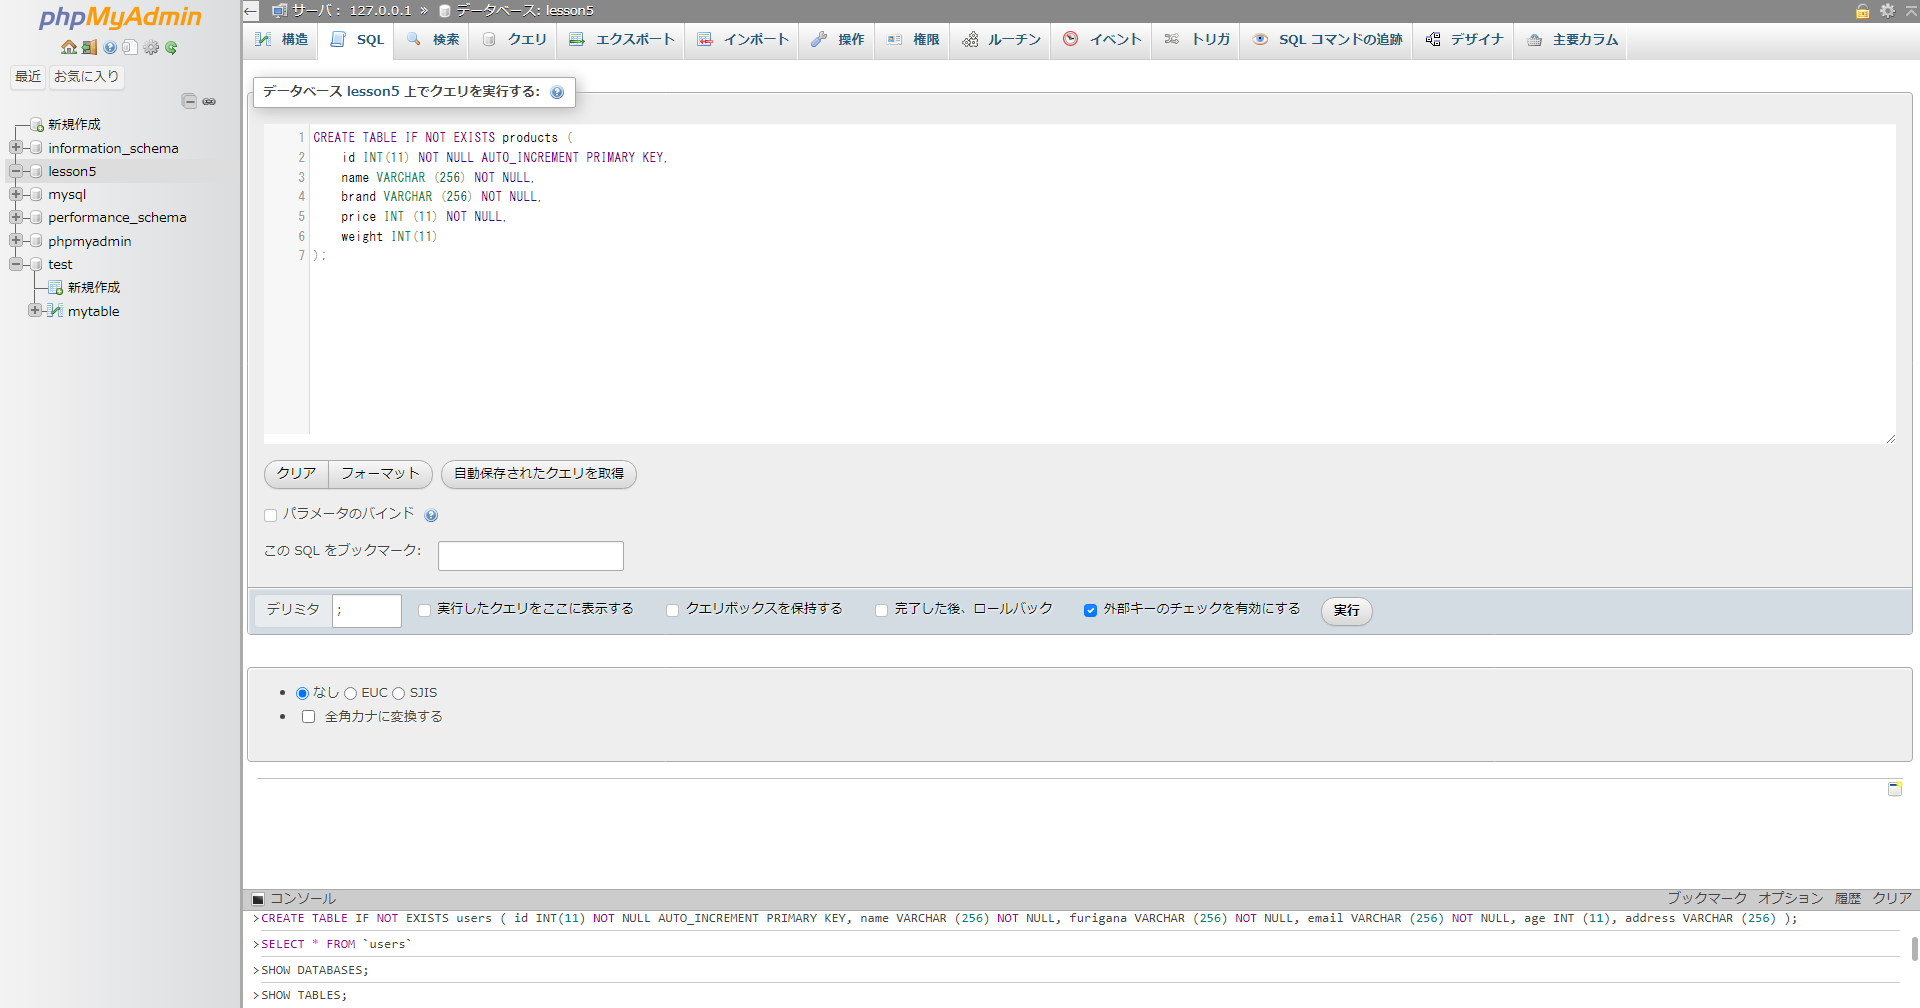 phpMyAdmin
最近 お気に入り
新規作成
information_schema
lesson5
mysql
performance_schema
phpmyadmin
test
新規作成
mytable
サーバ: 127.0.0.1 » データベース: lesson5
構造 SQL 検索 クエリ エクスポート インポート 操作 権限 ルーチン イベント トリガ SQL コマンドの追跡 デザイナ 主要カラム
データベース lesson5 上でクエリを実行する:
1 CREATE TABLE IF NOT EXISTS products (
2 id INT(11) NOT NULL AUTO_INCREMENT PRIMARY KEY,
3 name VARCHAR (256) NOT NULL,
4 brand VARCHAR (256) NOT NULL,
5 price INT (11) NOT NULL,
6 weight INT(11)
7 );
クリア フォーマット 自動保存されたクエリを取得
パラメータのバインド
この SQL をブックマーク:
デリミタ ; 実行したクエリをここに表示する クエリボックスを保持する 完了した後、ロールバック 外部キーのチェックを有効にする 実行
なし EUC SJIS
全角カナに変換する
コンソール ブックマーク オプション 履歴 クリア
>CREATE TABLE IF NOT EXISTS users ( id INT(11) NOT NULL AUTO_INCREMENT PRIMARY KEY, name VARCHAR (256) NOT NULL, furigana VARCHAR (256) NOT NULL, email VARCHAR (256) NOT NULL, age INT (11), address VARCHAR (256) );
>SELECT * FROM `users`
>SHOW DATABASES;
>SHOW TABLES;